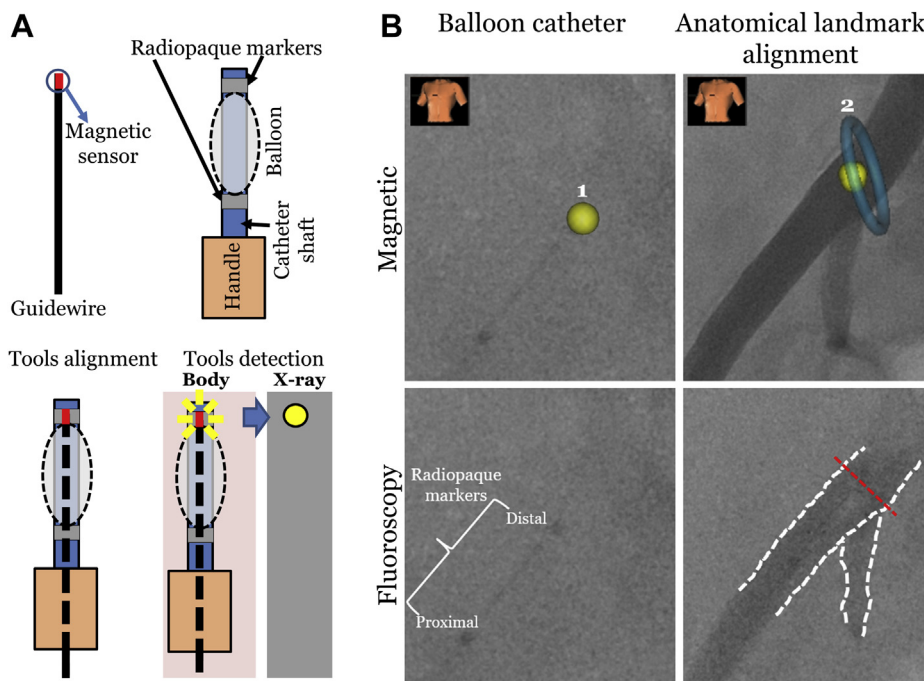 A
Radiopaque markers
Magnetic
sensor
Balloon
Catheter
shaft
Handle
Guidewire
Tools alignment
Tools detection
Body
X-ray
B
Balloon catheter
Anatomical landmark
alignment
Magnetic
1
2
Fluoroscopy
Radiopaque
markers
Distal
Proximal